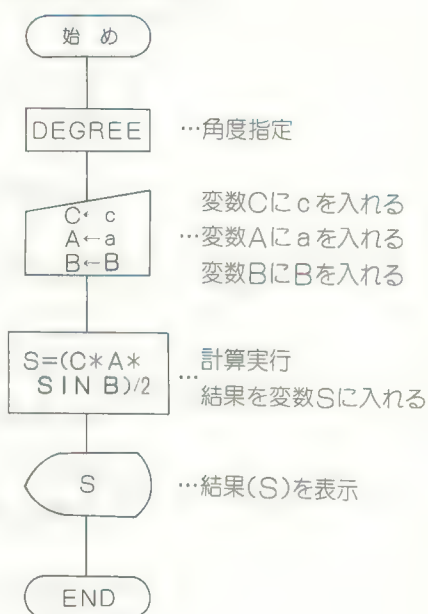 始 め
DEGREE …角度指定
C← c 変数Cにcを入れる
A←a …変数Aにaを入れる
B←B 変数BにBを入れる
S=(C*A* 計算実行
SIN B)/2 … 結果を変数Sに入れる
S …結果(S)を表示
END